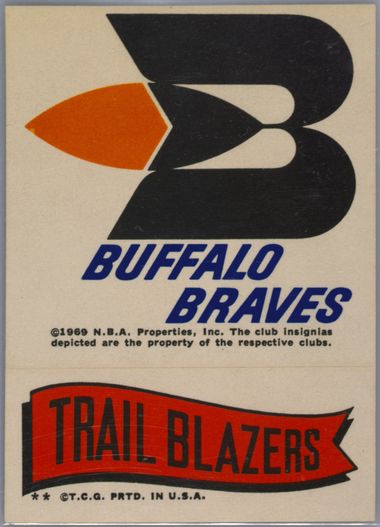 BUFFALO
BRAVES
©1969 N.B.A. Properties, Inc. The club insignias
depicted are the property of the respective clubs.
TRAIL BLAZERS
** ©T.C.G. PRTD. IN U.S.A.